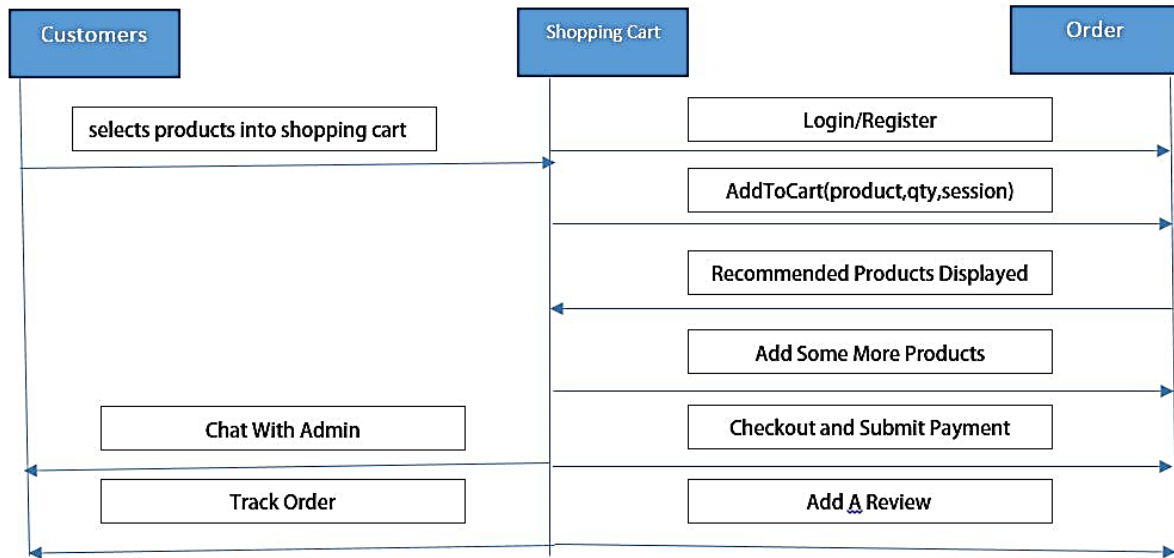 Customers
Shopping Cart
Order
selects products into shopping cart
Login/Register
AddToCart(product,qty,session)
Recommended Products Displayed
Add Some More Products
Chat With Admin
Checkout and Submit Payment
Track Order
Add A Review